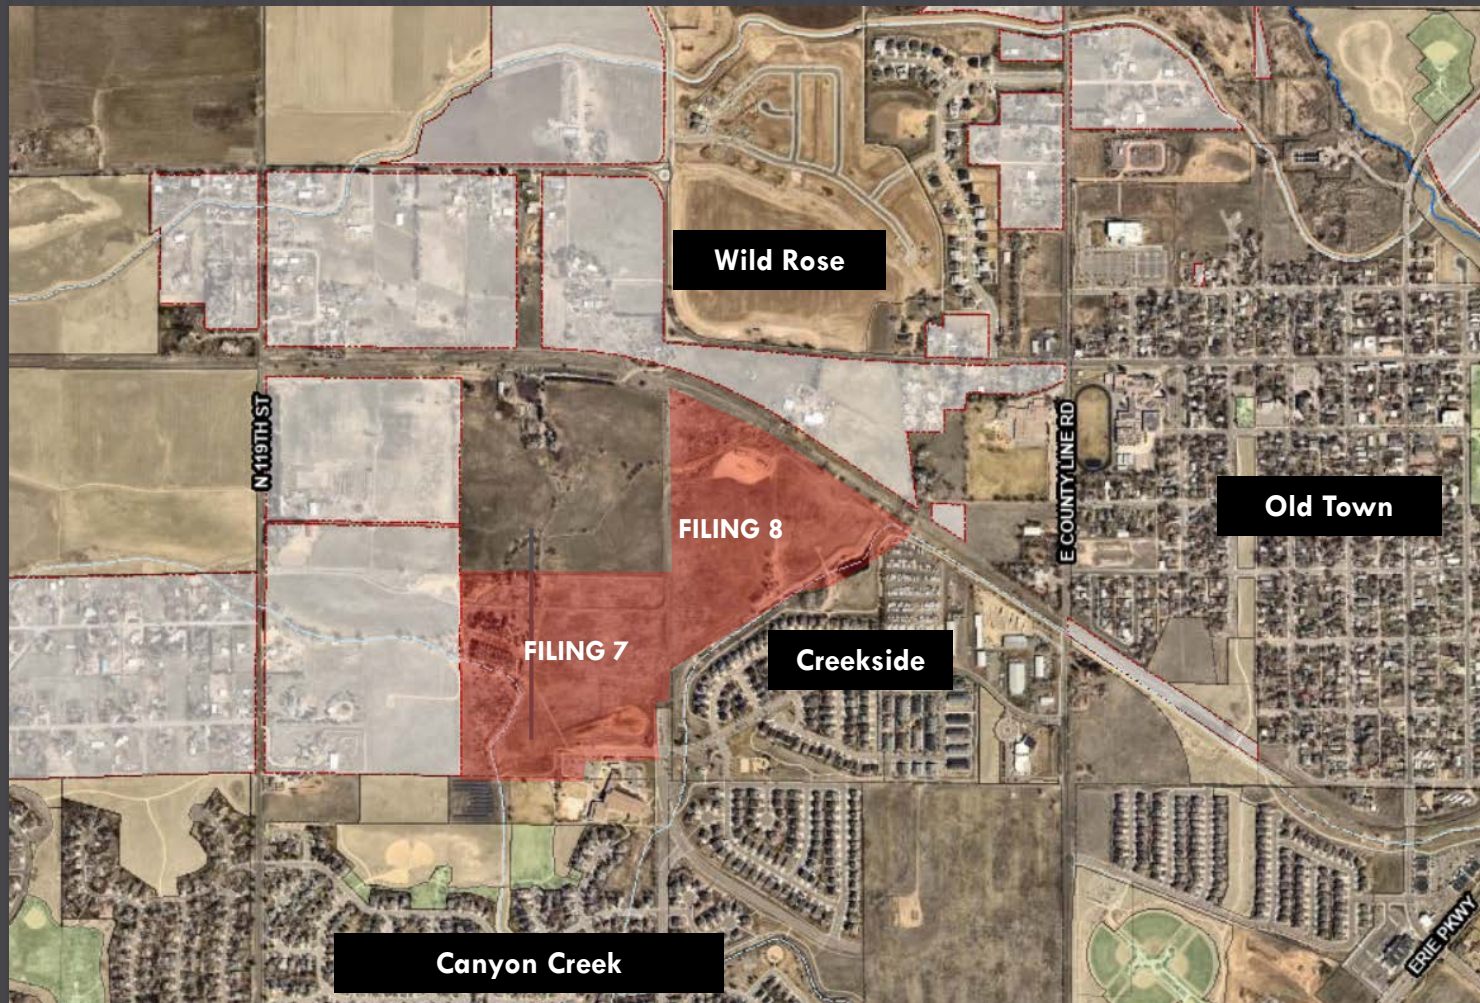 Wild Rose
N 119TH ST
E COUNTY LINE RD
Old Town
FILING 8
FILING 7
Creekside
Canyon Creek
ERIE PKWY